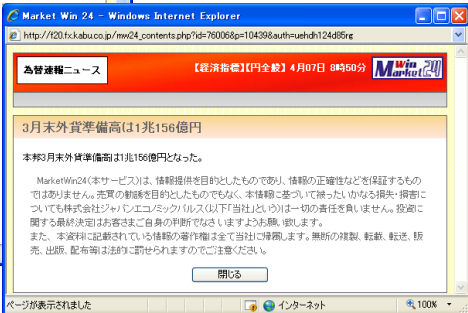 Market Win 24 - Windows Internet Explorer
http://f20.fx.kabu.co.jp/mw24_contents.php?id=76006&p=10439&auth=uehdh124d85rg
為替速報ニュース
【経済指標】【円全般】 4月07日 8時50分
Win Market 24
3月末外貨準備高は1兆156億円
本邦3月末外貨準備高は1兆156億円となった。
MarketWin24(本サービス)は、情報提供を目的としたものであり、情報の正確性などを保証するもの
ではありません。売買の勧誘を目的としたものでもなく、本情報に基づいて被ったいかなる損失・損害に
ついても株式会社ジャパンエコノミックパルス(以下「当社」という)は一切の責任を負いません。投資に
関する最終決定はお客さまご自身の判断でなさいますようお願い致します。
また、本資料に記載されている情報の著作権は全て当社に帰属します。無断の複製、転載、転送、販
売、出版、配布等は法的に罰せられますのでご注意ください。
閉じる
ページが表示されました
インターネット
100%